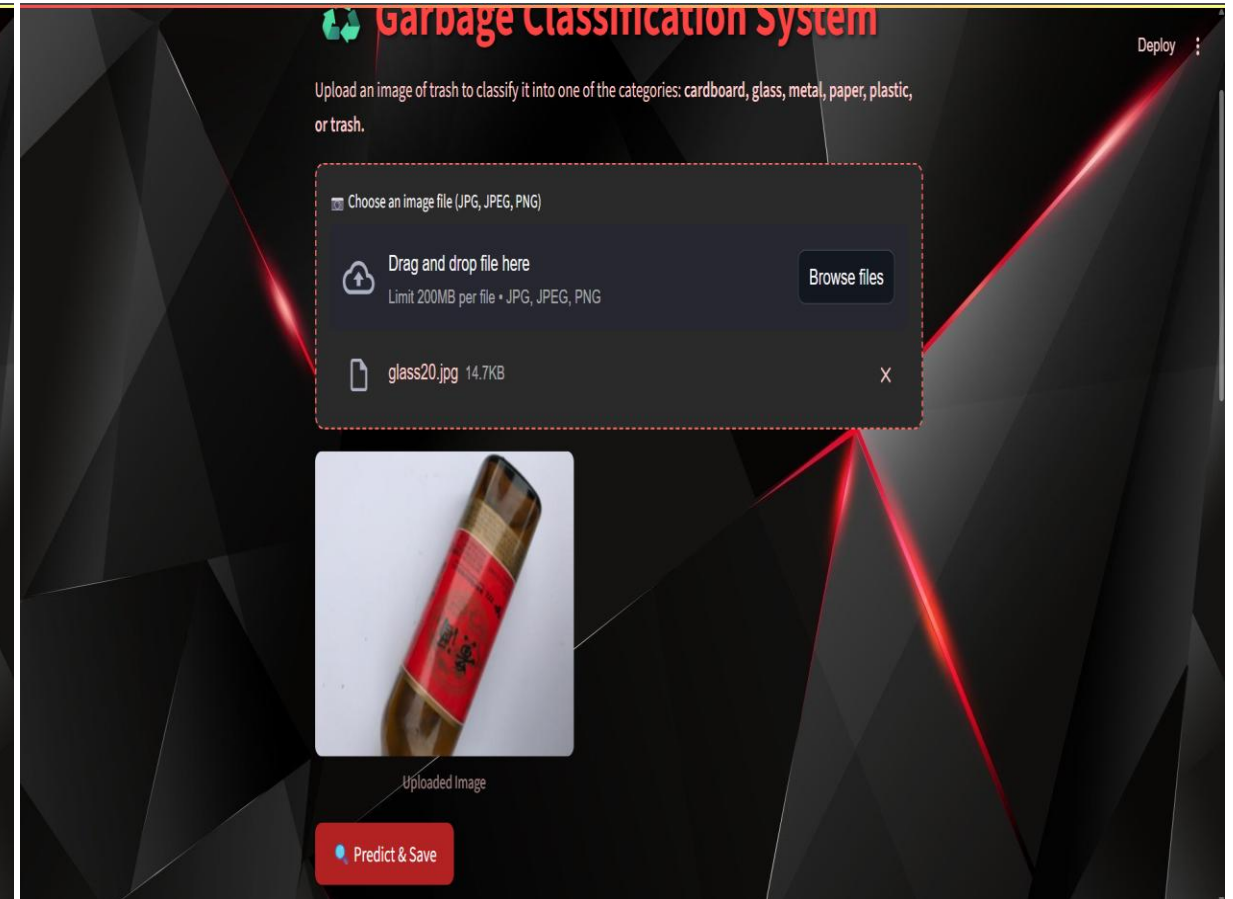 Garbage Classification System
Deploy
Upload an image of trash to classify it into one of the categories: cardboard, glass, metal, paper, plastic,
or trash.
Choose an image file (JPG, JPEG, PNG)
Drag and drop file here
Limit 200MB per file • JPG, JPEG, PNG
Browse files
glass20.jpg 14.7KB
X
Uploaded Image
Predict & Save